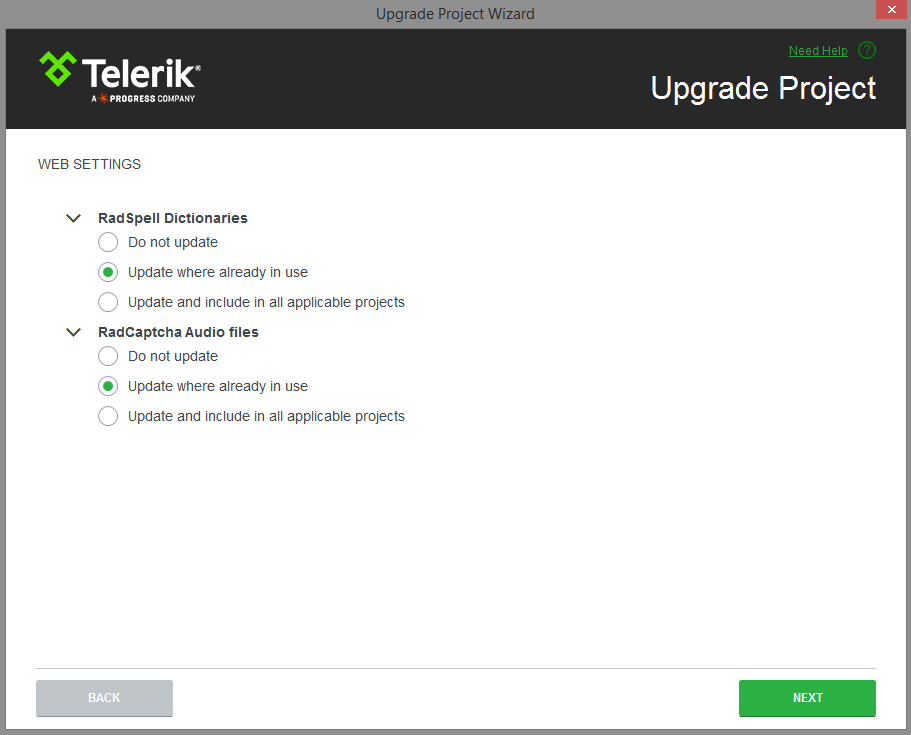 Upgrade Project Wizard
Need Help ?
Telerik®
A PROGRESS COMPANY
Upgrade Project
WEB SETTINGS
RadSpell Dictionaries
Do not update
Update where already in use
Update and include in all applicable projects
RadCaptcha Audio files
Do not update
Update where already in use
Update and include in all applicable projects
BACK
NEXT